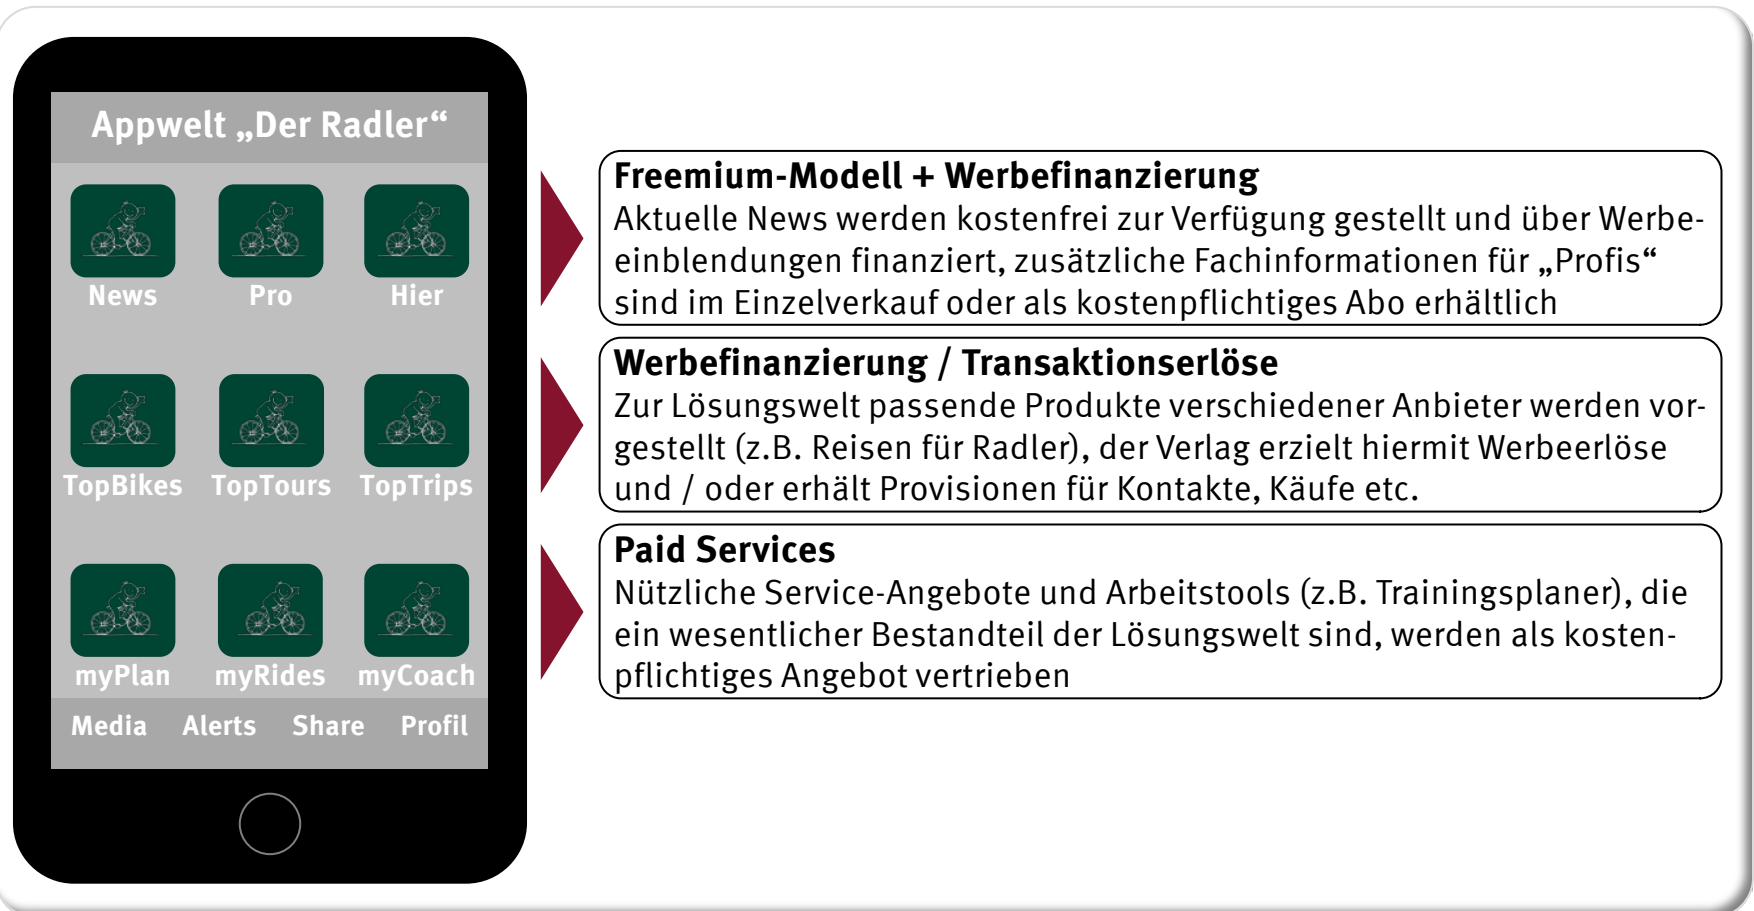 Appwelt „Der Radler“
News Pro Hier
TopBikes TopTours TopTrips
myPlan myRides myCoach
Media Alerts Share Profil
Freemium-Modell + Werbefinanzierung
Aktuelle News werden kostenfrei zur Verfügung gestellt und über Werbe-
einblendungen finanziert, zusätzliche Fachinformationen für „Profis“
sind im Einzelverkauf oder als kostenpflichtiges Abo erhältlich
Werbefinanzierung / Transaktionserlöse
Zur Lösungswelt passende Produkte verschiedener Anbieter werden vor-
gestellt (z.B. Reisen für Radler), der Verlag erzielt hiermit Werbeerlöse
und / oder erhält Provisionen für Kontakte, Käufe etc.
Paid Services
Nützliche Service-Angebote und Arbeitstools (z.B. Trainingsplaner), die
ein wesentlicher Bestandteil der Lösungswelt sind, werden als kosten-
pflichtiges Angebot vertrieben